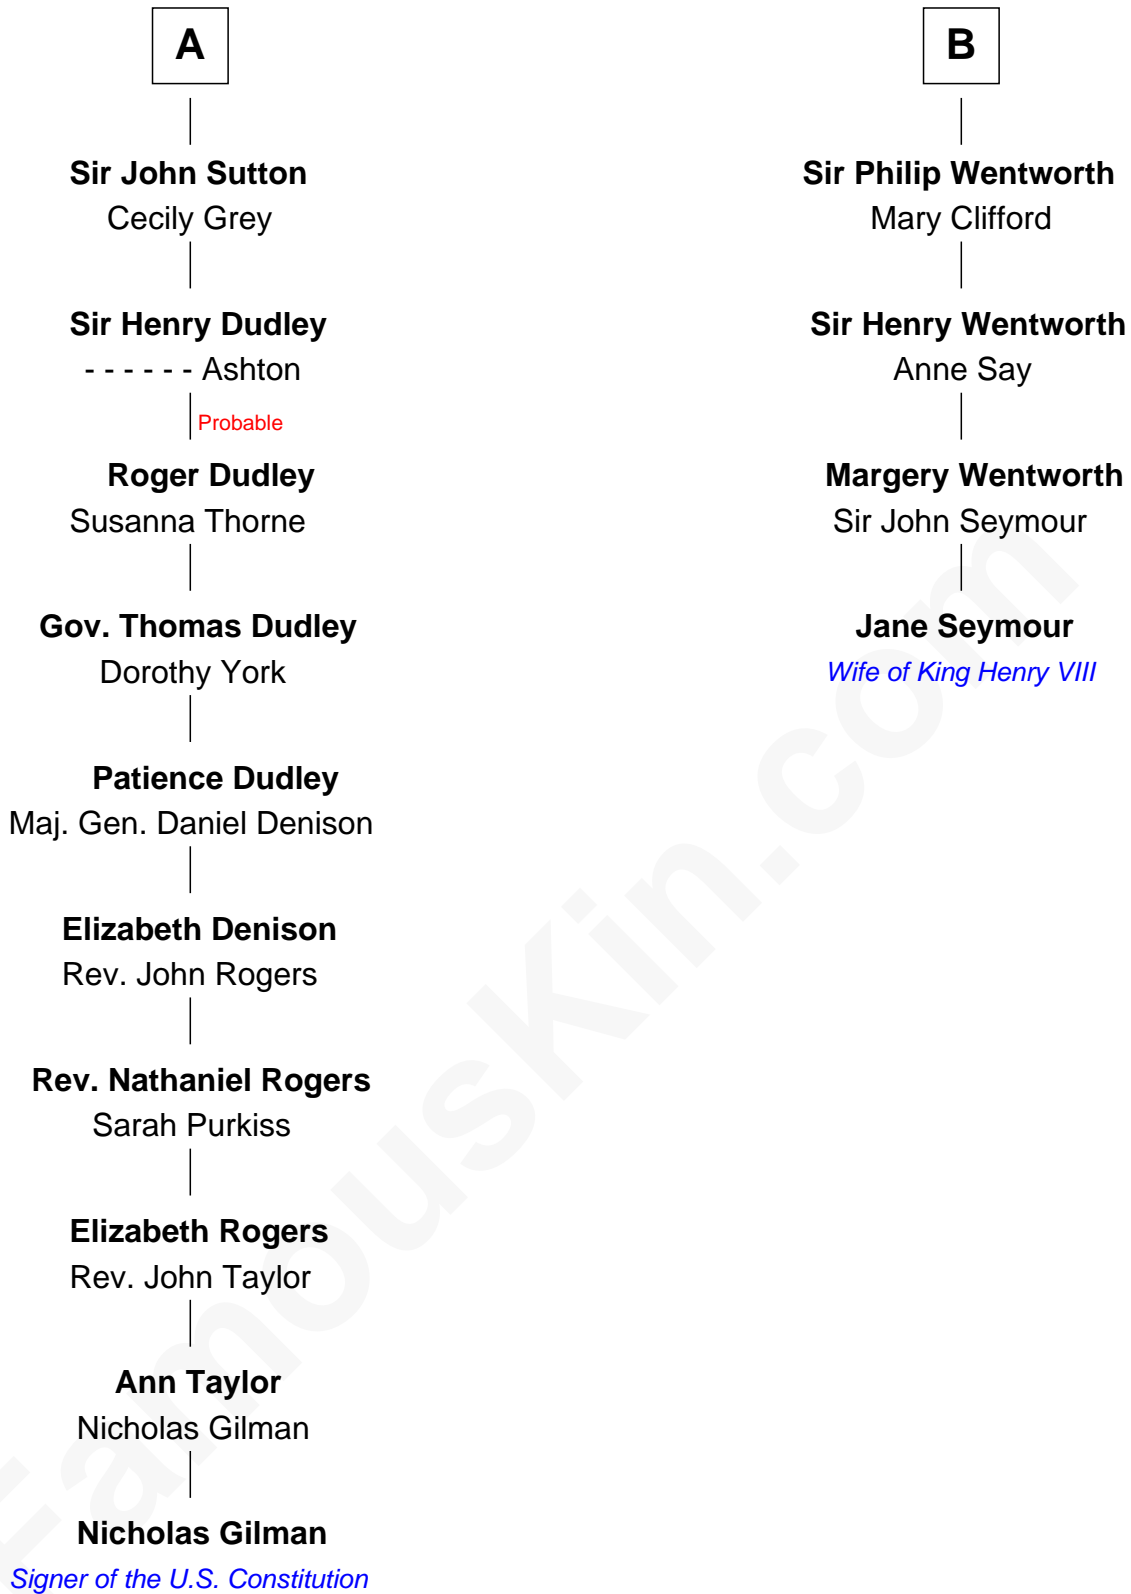 A
Sir John Sutton
Cecily Grey
Sir Henry Dudley
- - - - - - Ashton
Probable
Roger Dudley
Susanna Thorne
Gov. Thomas Dudley
Dorothy York
Patience Dudley
Maj. Gen. Daniel Denison
Elizabeth Denison
Rev. John Rogers
Rev. Nathaniel Rogers
Sarah Purkiss
Elizabeth Rogers
Rev. John Taylor
Ann Taylor
Nicholas Gilman
Nicholas Gilman
Signer of the U.S. Constitution
B
Sir Philip Wentworth
Mary Clifford
Sir Henry Wentworth
Anne Say
Margery Wentworth
Sir John Seymour
Jane Seymour
Wife of King Henry VIII
FamousKin.com